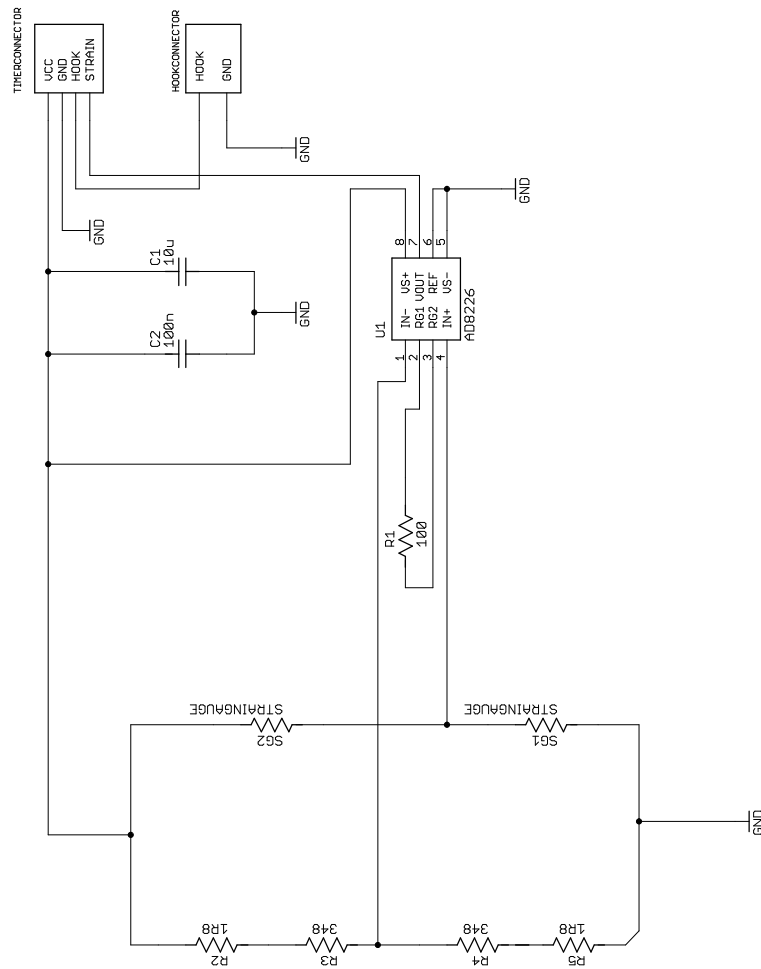 TIMERCONNECTOR
VCC
GND
HOOK
STRAIN
HOOKCONNECTOR
HOOK
GND
GND
GND
GND
C1
10u
GND
C2
100n
8
7
6
5
VS+
VOUT
REF
VS-
IN-
RG1
RG2
IN+
U1
AD8226
1
2
3
4
R1
100
STRAINGAUGE
SG2
STRAINGAUGE
SG1
GND
1R8
R2
348
R3
348
R4
1R8
R5